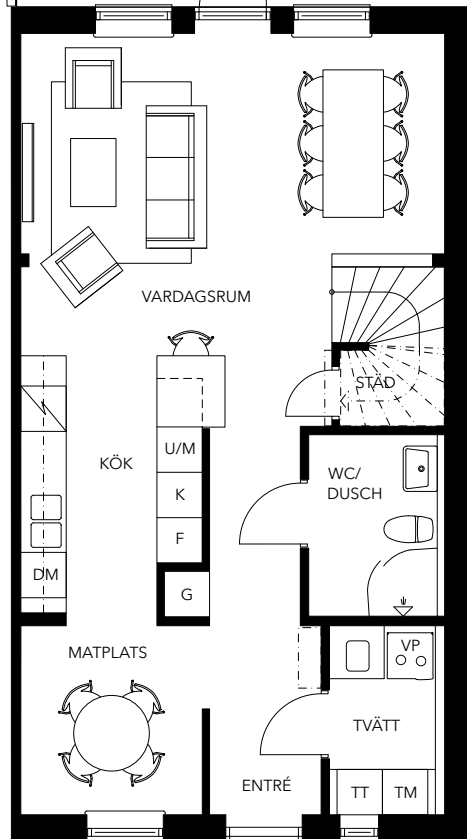 VARDAGSRUM
STÄD
U/M
KÖK
WC/
DUSCH
K
F
DM
G
MATPLATS
VP
TVÄTT
ENTRÉ
TT
TM